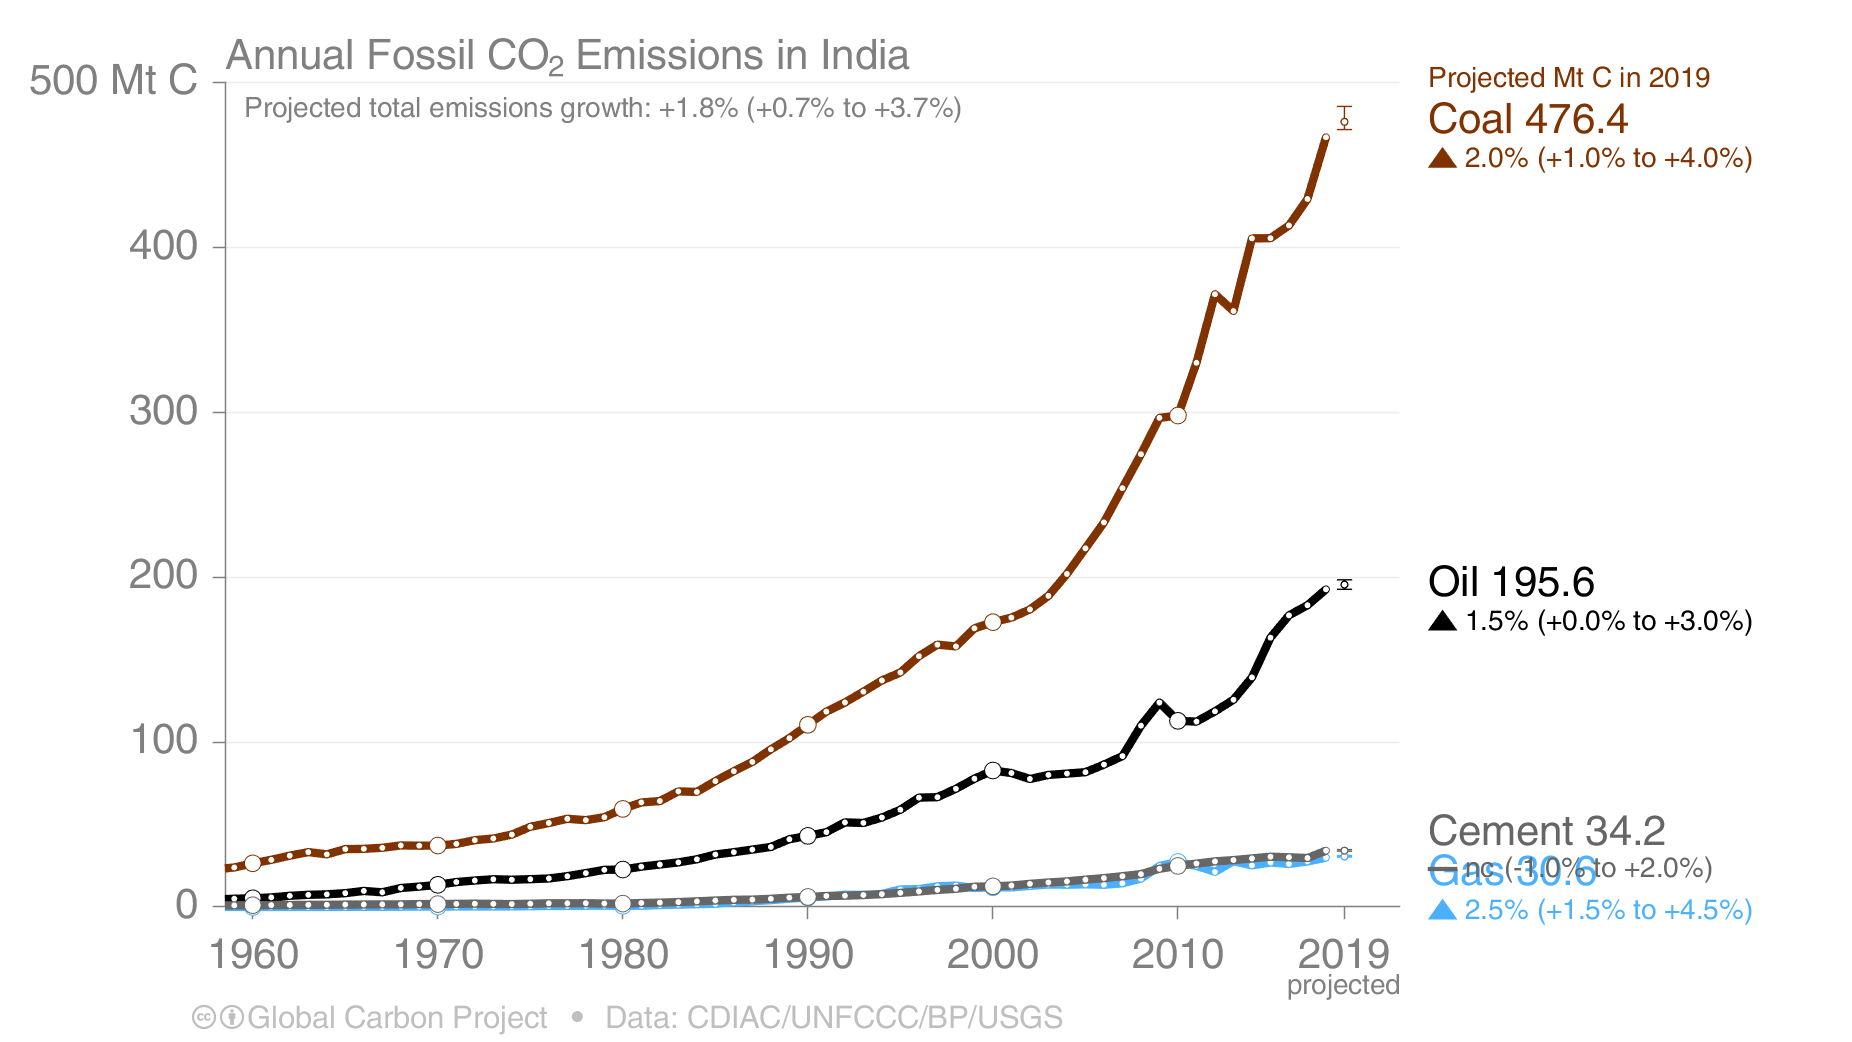 Annual Fossil CO₂ Emissions in India
500 Mt C
Projected total emissions growth: +1.8% (+0.7% to +3.7%)
Projected Mt C in 2019
Coal 476.4
▲ 2.0% (+1.0% to +4.0%)
400
300
200
Oil 195.6
▲ 1.5% (+0.0% to +3.0%)
100
Cement 34.2
nc (-1.0% to +2.0%)
Gas 30.6
▲ 2.5% (+1.5% to +4.5%)
0
1960 1970 1980 1990 2000 2010 2019
projected
cc Global Carbon Project • Data: CDIAC/UNFCCC/BP/USGS